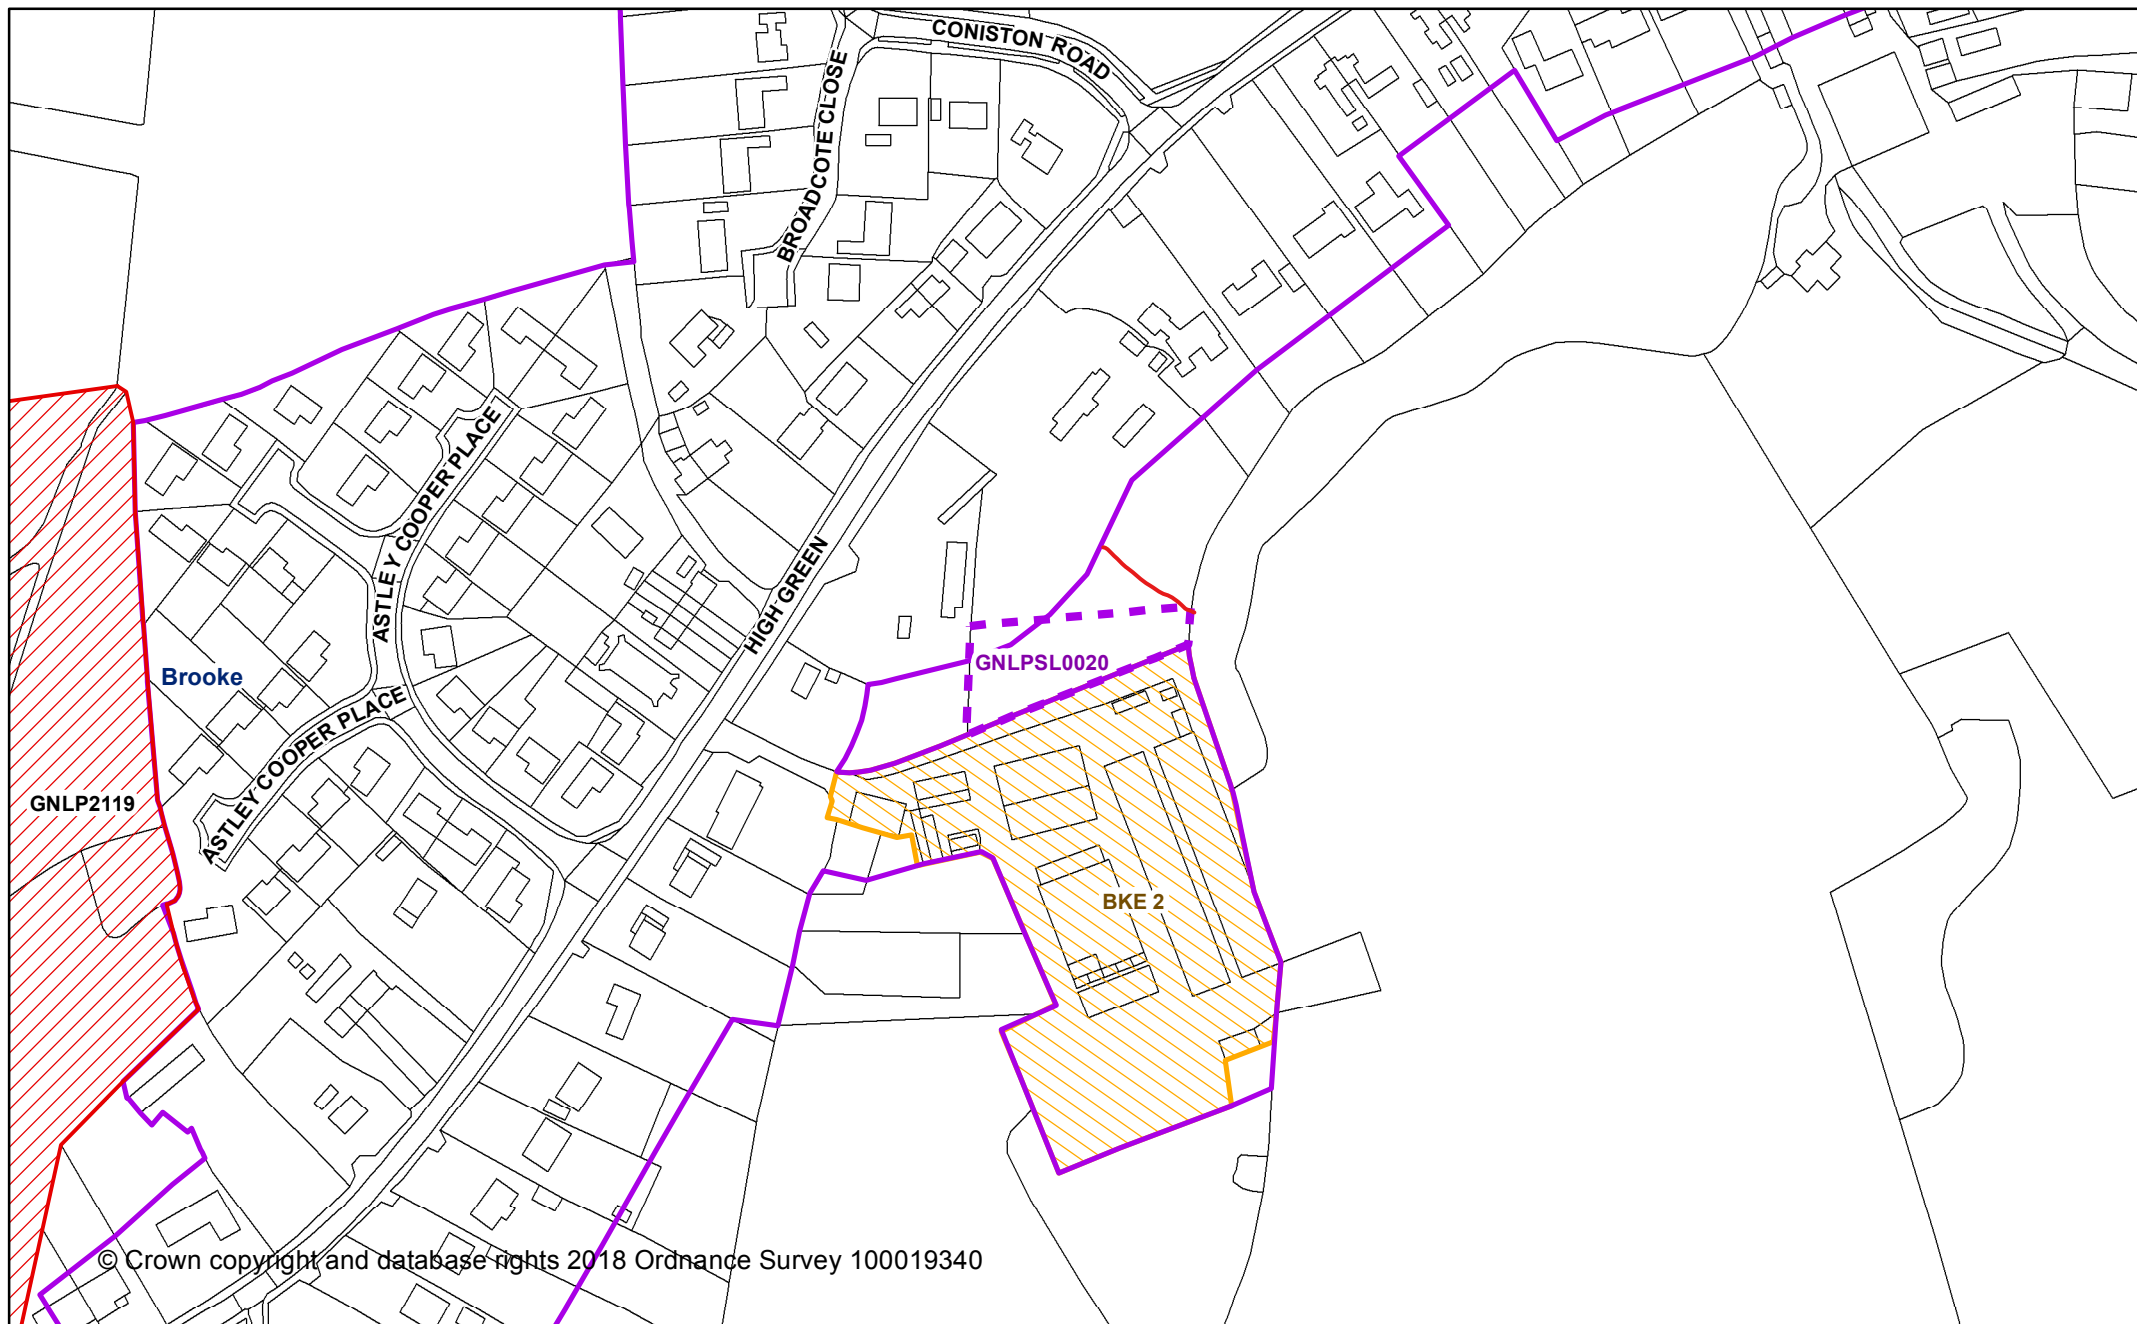 CONISTON ROAD
BROADCOTE CLOSE
ASTLEY COOPER PLACE
HIGH GREEN
Brooke
GNLPSL0020
ASTLEY COOPER PLACE
GNLP2119
BKE 2
© Crown copyright and database rights 2018 Ordnance Survey 100019340